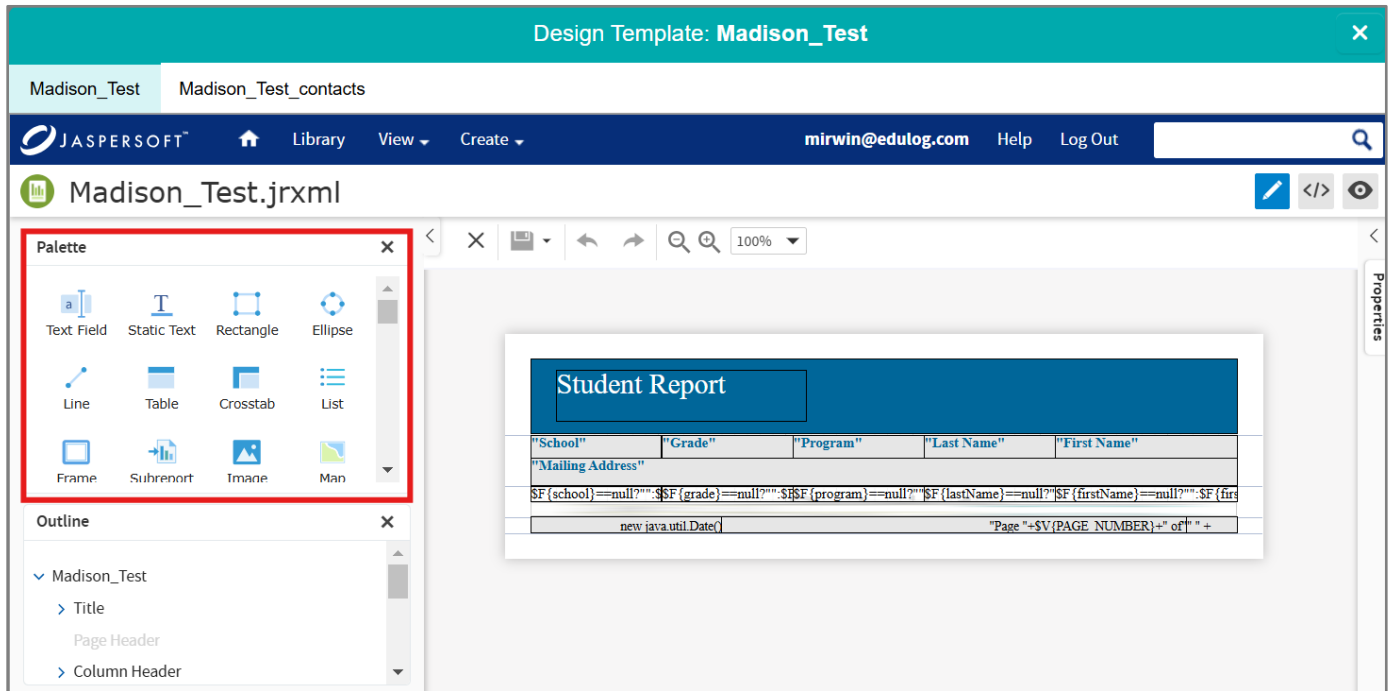 Design Template: Madison_Test
Madison_Test Madison_Test_contacts
JASPERSOFT™ Library View Create mirwin@edulog.com Help Log Out
Madison_Test.jrxml </>
Palette
100%
Properties
a T
Text Field Static Text Rectangle Ellipse
Line Table Crosstab List
Frame Subreport Image Map
Student Report
"School" "Grade" "Program" "Last Name" "First Name"
"Mailing Address"
$F{school}==null?"":$ $F{grade}==null?"":$F $F{program}==null?"" $F{lastName}==null?" $F{firstName}==null?"":$F{firs
new java.util.Date() "Page "+$V{PAGE_NUMBER}+" of" " " +
Outline
Madison_Test
Title
Page Header
Column Header